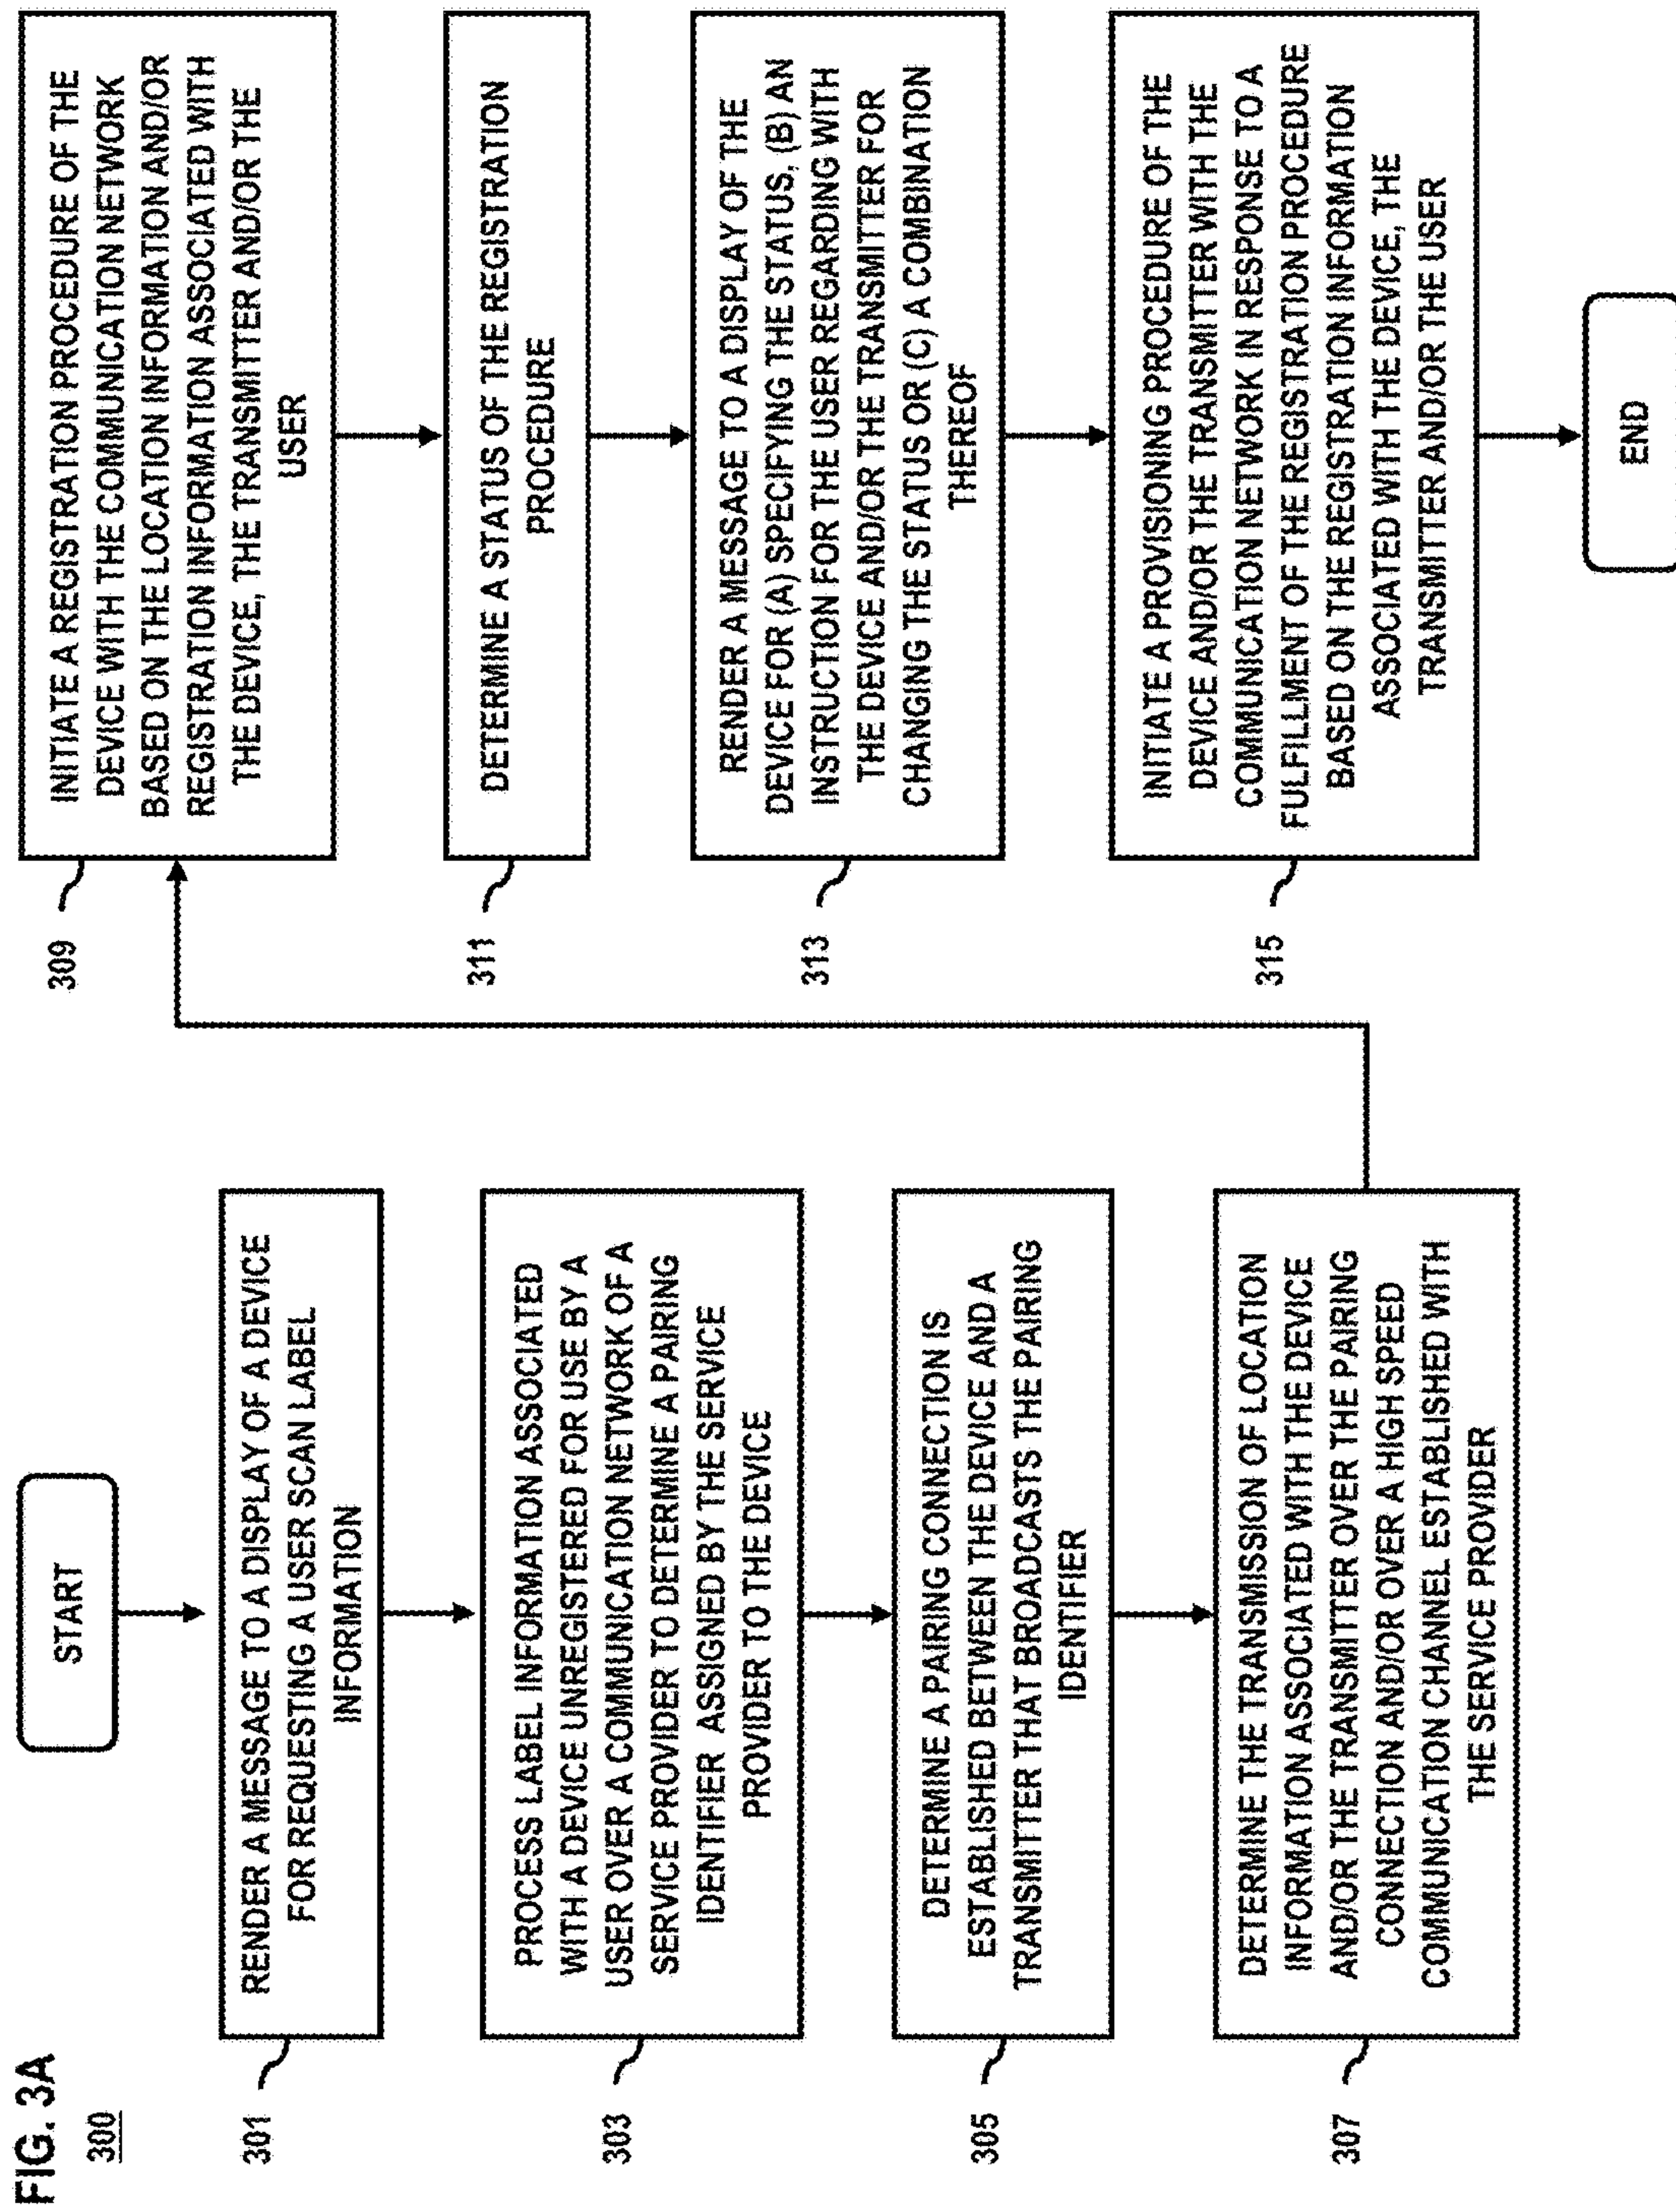 FIG. 3A
300
START
301
RENDER A MESSAGE TO A DISPLAY OF A DEVICE
FOR REQUESTING A USER SCAN LABEL
INFORMATION
303
PROCESS LABEL INFORMATION ASSOCIATED
WITH A DEVICE UNREGISTERED FOR USE BY A
USER OVER A COMMUNICATION NETWORK OF A
SERVICE PROVIDER TO DETERMINE A PAIRING
IDENTIFIER ASSIGNED BY THE SERVICE
PROVIDER TO THE DEVICE
305
DETERMINE A PAIRING CONNECTION IS
ESTABLISHED BETWEEN THE DEVICE AND A
TRANSMITTER THAT BROADCASTS THE PAIRING
IDENTIFIER
307
DETERMINE THE TRANSMISSION OF LOCATION
INFORMATION ASSOCIATED WITH THE DEVICE
AND/OR THE TRANSMITTER OVER THE PAIRING
CONNECTION AND/OR OVER A HIGH SPEED
COMMUNICATION CHANNEL ESTABLISHED WITH
THE SERVICE PROVIDER
309
INITIATE A REGISTRATION PROCEDURE OF THE
DEVICE WITH THE COMMUNICATION NETWORK
BASED ON THE LOCATION INFORMATION AND/OR
REGISTRATION INFORMATION ASSOCIATED WITH
THE DEVICE, THE TRANSMITTER AND/OR THE
USER
311
DETERMINE A STATUS OF THE REGISTRATION
PROCEDURE
313
RENDER A MESSAGE TO A DISPLAY OF THE
DEVICE FOR (A) SPECIFYING THE STATUS, (B) AN
INSTRUCTION FOR THE USER REGARDING WITH
THE DEVICE AND/OR THE TRANSMITTER FOR
CHANGING THE STATUS OR (C) A COMBINATION
THEREOF
315
INITIATE A PROVISIONING PROCEDURE OF THE
DEVICE AND/OR THE TRANSMITTER WITH THE
COMMUNICATION NETWORK IN RESPONSE TO A
FULFILLMENT OF THE REGISTRATION PROCEDURE
BASED ON THE REGISTRATION INFORMATION
ASSOCIATED WITH THE DEVICE, THE
TRANSMITTER AND/OR THE USER
END